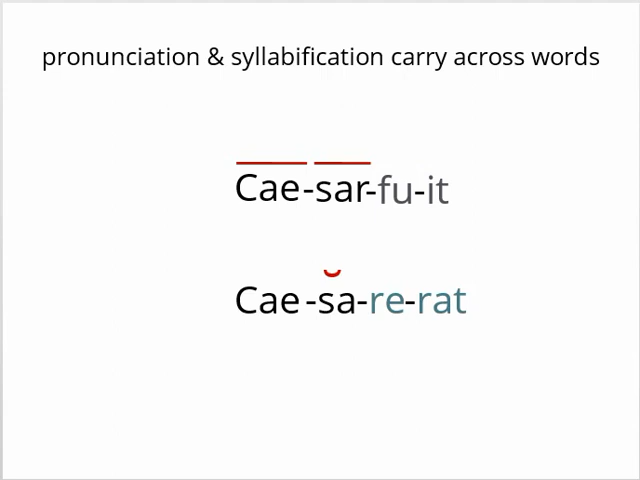 pronunciation & syllabification carry across words
Cae-sar-fu-it
Cae-sa-re-rat